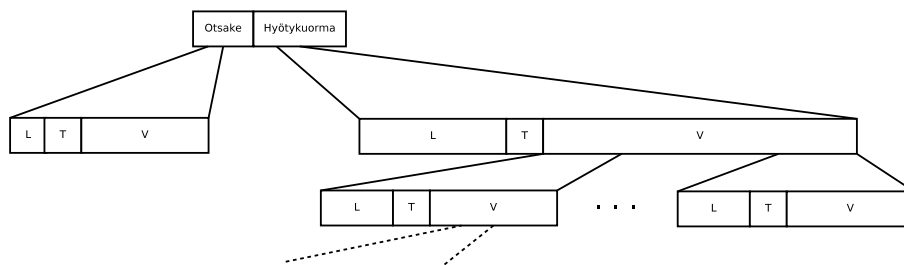 Otsake Hyötykuorma
L T V L T V
L T V . . . L T V